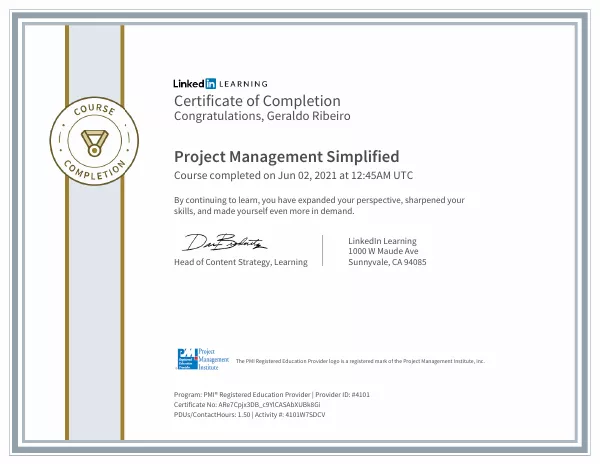 COURSE
COMPLETION
Linked in LEARNING
Certificate of Completion
Congratulations, Geraldo Ribeiro
Project Management Simplified
Course completed on Jun 02, 2021 at 12:45AM UTC
By continuing to learn, you have expanded your perspective, sharpened your
skills, and made yourself even more in demand.
Head of Content Strategy, Learning
LinkedIn Learning
1000 W Maude Ave
Sunnyvale, CA 94085
PMI
Registered
Education
Provider
Project
Management
Institute
The PMI Registered Education Provider logo is a registered mark of the Project Management Institute, Inc.
Program: PMI® Registered Education Provider | Provider ID: #4101
Certificate No: ARe7Cpjx3DB_c9YlCASAbXUBk8Gi
PDUs/ContactHours: 1.50 | Activity #: 4101W75DCV